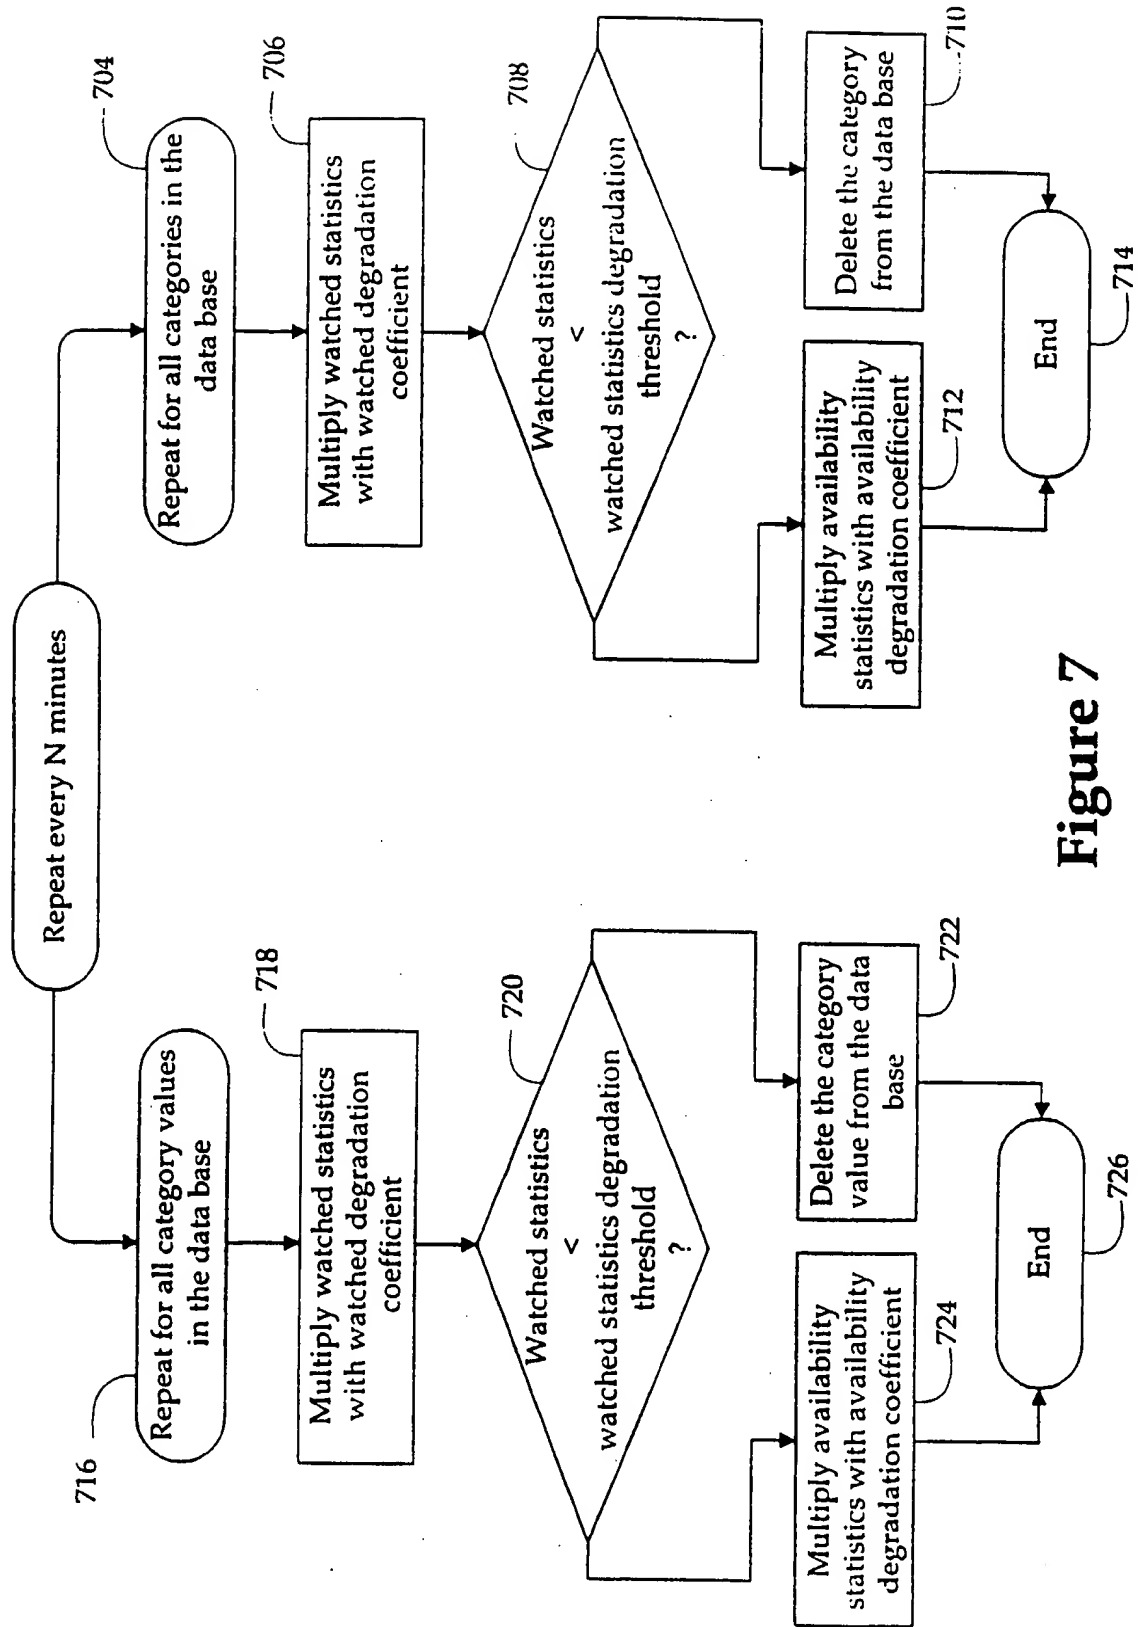 Repeat every N minutes
716
Repeat for all category values
in the data base
718
Multiply watched statistics
with watched degradation
coefficient
720
Watched statistics
<
watched statistics degradation
threshold
?
Multiply availability
statistics with availability
degradation coefficient
724
Delete the category
value from the data
base
722
End
726
704
Repeat for all categories in the
data base
706
Multiply watched statistics
with watched degradation
coefficient
708
Watched statistics
<
watched statistics degradation
threshold
?
Multiply availability
statistics with availability
degradation coefficient
712
Delete the category
from the data base
710
End
714
Figure 7